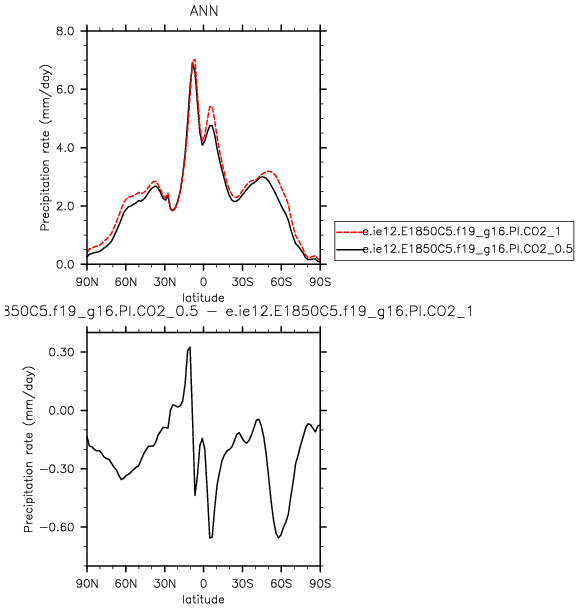 ANN
8.0
6.0
4.0
2.0
0.0
Precipitation rate (mm/day)
90N 60N 30N 0 30S 60S 90S
latitude
e.ie12.E1850C5.f19_g16.PI.CO2_1
e.ie12.E1850C5.f19_g16.PI.CO2_0.5
350C5.f19_g16.PI.CO2_0.5 – e.ie12.E1850C5.f19_g16.PI.CO2_1
0.30
0.00
−0.30
−0.60
Precipitation rate (mm/day)
90N 60N 30N 0 30S 60S 90S
latitude